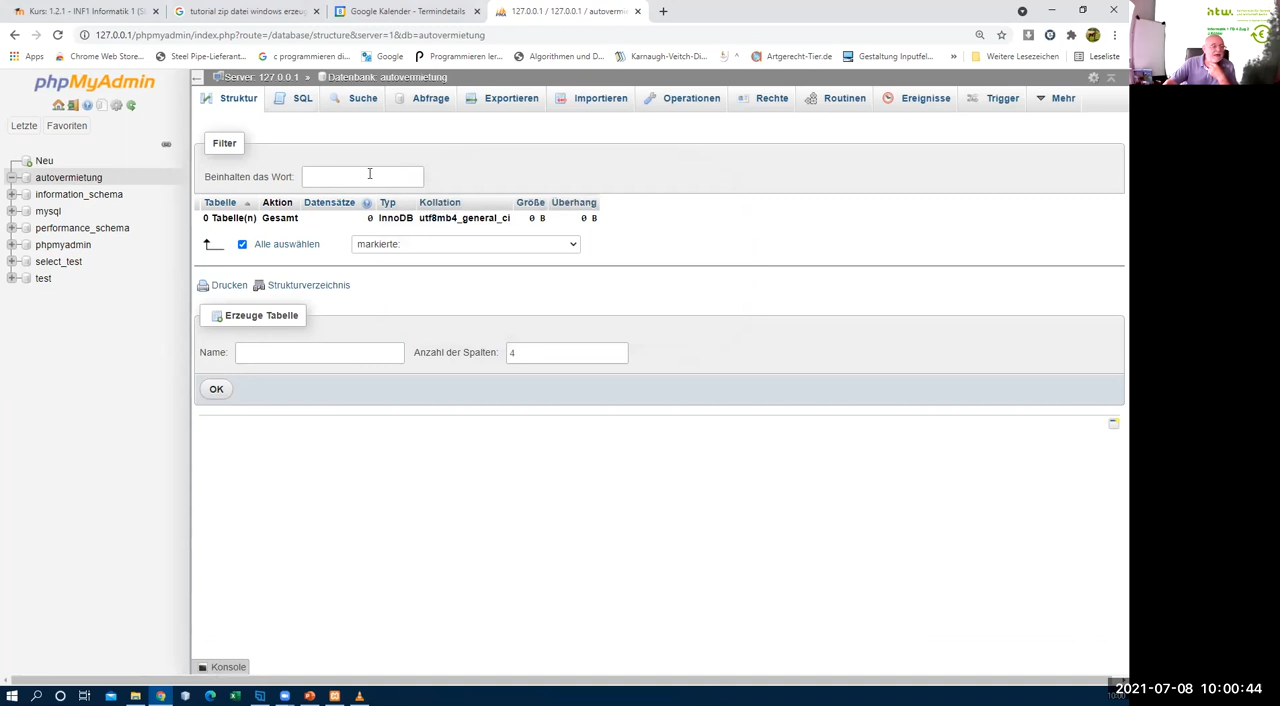 Kurs: 1.2.1 - INF1 Informatik 1 (S
tutorial zip datei windows erzeu
Google Kalender - Termindetails
127.0.0.1 / 127.0.0.1 / autovermie
127.0.0.1/phpmyadmin/index.php?route=/database/structure&server=1&db=autovermietung
Apps
Chrome Web Store...
Steel Pipe-Lieferant...
c programmieren di...
Google
Programmieren ler...
Algorithmen und D...
Karnaugh-Veitch-Di...
Artgerecht-Tier.de
Gestaltung Inputfel...
»
Weitere Lesezeichen
Leseliste
phpMyAdmin
Letzte
Favoriten
Neu
autovermietung
information_schema
mysql
performance_schema
phpmyadmin
select_test
test
Server: 127.0.0.1 » Datenbank: autovermietung
Struktur
SQL
Suche
Abfrage
Exportieren
Importieren
Operationen
Rechte
Routinen
Ereignisse
Trigger
Mehr
Filter
Beinhalten das Wort:
Tabelle Aktion Datensätze Typ Kollation Größe Überhang
0 Tabelle(n) Gesamt 0 InnoDB utf8mb4_general_ci 0 B 0 B
Alle auswählen
markierte:
Drucken
Strukturverzeichnis
Erzeuge Tabelle
Name:
Anzahl der Spalten: 4
OK
Konsole
htw
2021-07-08 10:00:44